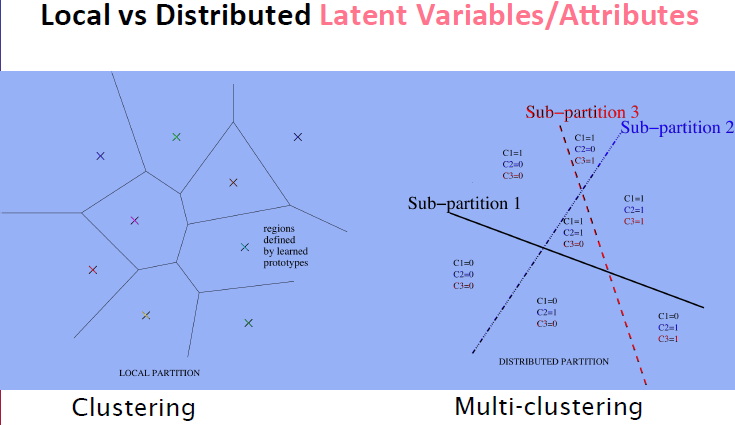 Local vs Distributed Latent Variables/Attributes
regions
defined
by learned
prototypes
LOCAL PARTITION
Clustering
Sub-partition 3
Sub-partition 2
Sub-partition 1
C1=1
C2=0
C3=1
C1=1
C2=0
C3=0
C1=1
C2=1
C3=1
C1=1
C2=1
C3=0
C1=0
C2=0
C3=0
C1=0
C2=1
C3=0
C1=0
C2=1
C3=1
DISTRIBUTED PARTITION
Multi-clustering